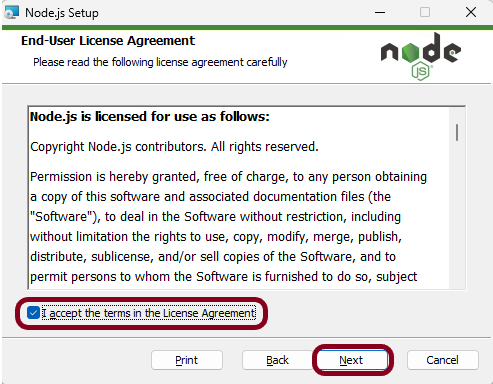 Node.js Setup
End-User License Agreement
Please read the following license agreement carefully
node
JS
Node.js is licensed for use as follows:
Copyright Node.js contributors. All rights reserved.
Permission is hereby granted, free of charge, to any person obtaining
a copy of this software and associated documentation files (the
"Software"), to deal in the Software without restriction, including
without limitation the rights to use, copy, modify, merge, publish,
distribute, sublicense, and/or sell copies of the Software, and to
permit persons to whom the Software is furnished to do so, subject
I accept the terms in the License Agreement
Print Back Next Cancel